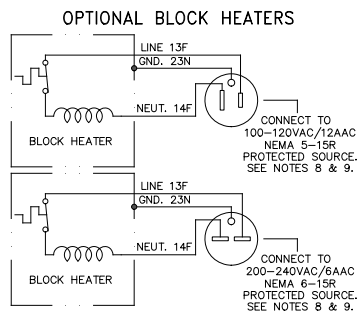 OPTIONAL BLOCK HEATERS
LINE 13F
GND. 23N
NEUT. 14F
BLOCK HEATER
CONNECT TO
100-120VAC/12AAC
NEMA 5-15R
PROTECTED SOURCE.
SEE NOTES 8 & 9.
LINE 13F
GND. 23N
NEUT. 14F
BLOCK HEATER
CONNECT TO
200-240VAC/6AAC
NEMA 6-15R
PROTECTED SOURCE.
SEE NOTES 8 & 9.